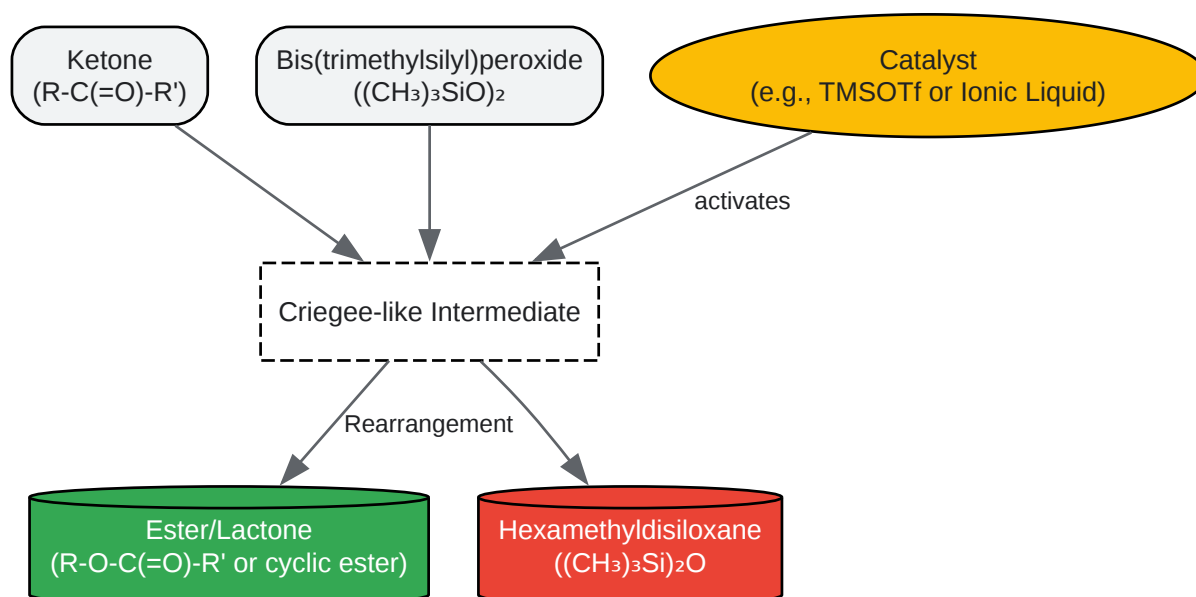 Ketone
(R-C(=O)-R')
Bis(trimethylsilyl)peroxide
((CH₃)₃SiO)₂
Catalyst
(e.g., TMSOTf or Ionic Liquid)
activates
Criegee-like Intermediate
Rearrangement
Ester/Lactone
(R-O-C(=O)-R' or cyclic ester)
Hexamethyldisiloxane
((CH₃)₃Si)₂O